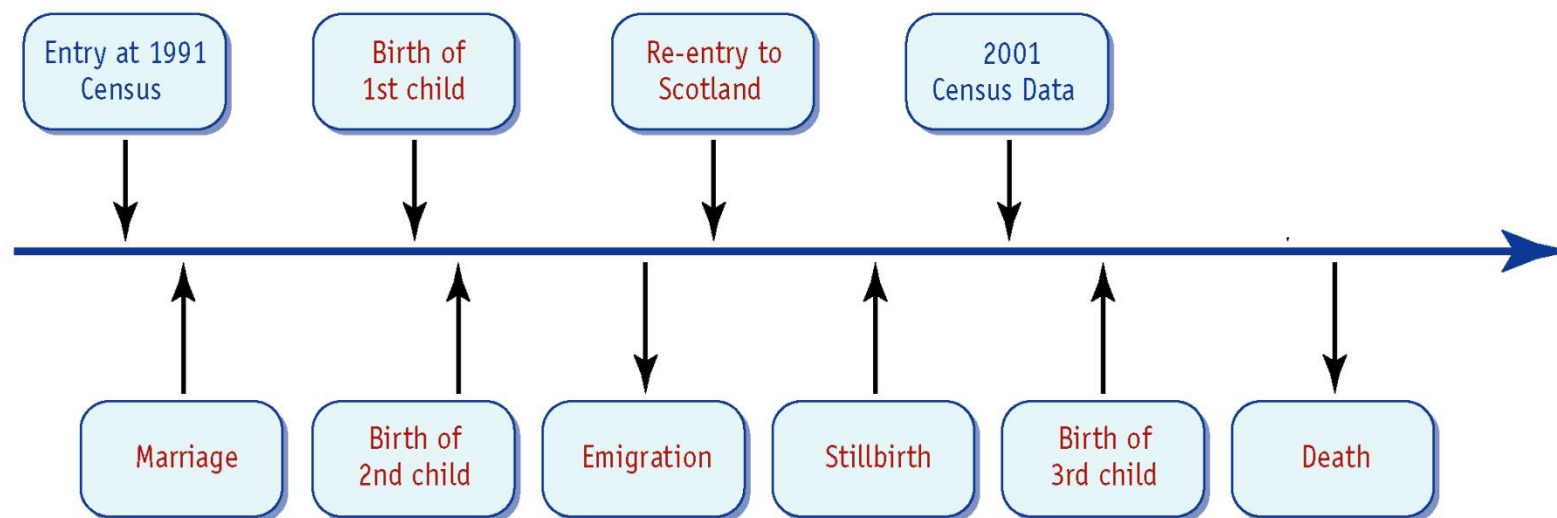 Entry at 1991
Census
Birth of
1st child
Re-entry to
Scotland
2001
Census Data
Marriage
Birth of
2nd child
Emigration
Stillbirth
Birth of
3rd child
Death